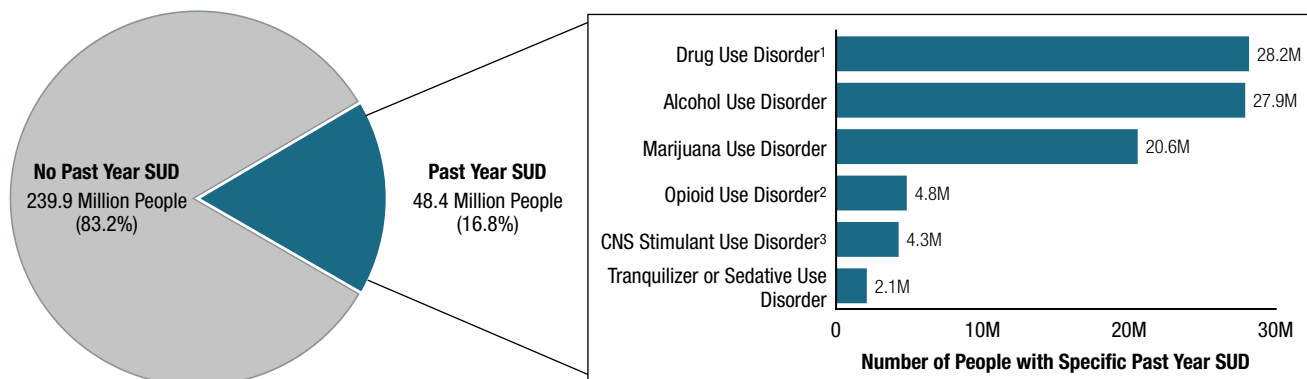 No Past Year SUD
239.9 Million People
(83.2%)
Past Year SUD
48.4 Million People
(16.8%)
Drug Use Disorder¹
28.2M
Alcohol Use Disorder
27.9M
Marijuana Use Disorder
20.6M
Opioid Use Disorder²
4.8M
CNS Stimulant Use Disorder³
4.3M
Tranquilizer or Sedative Use
Disorder
2.1M
0
10M
20M
30M
Number of People with Specific Past Year SUD